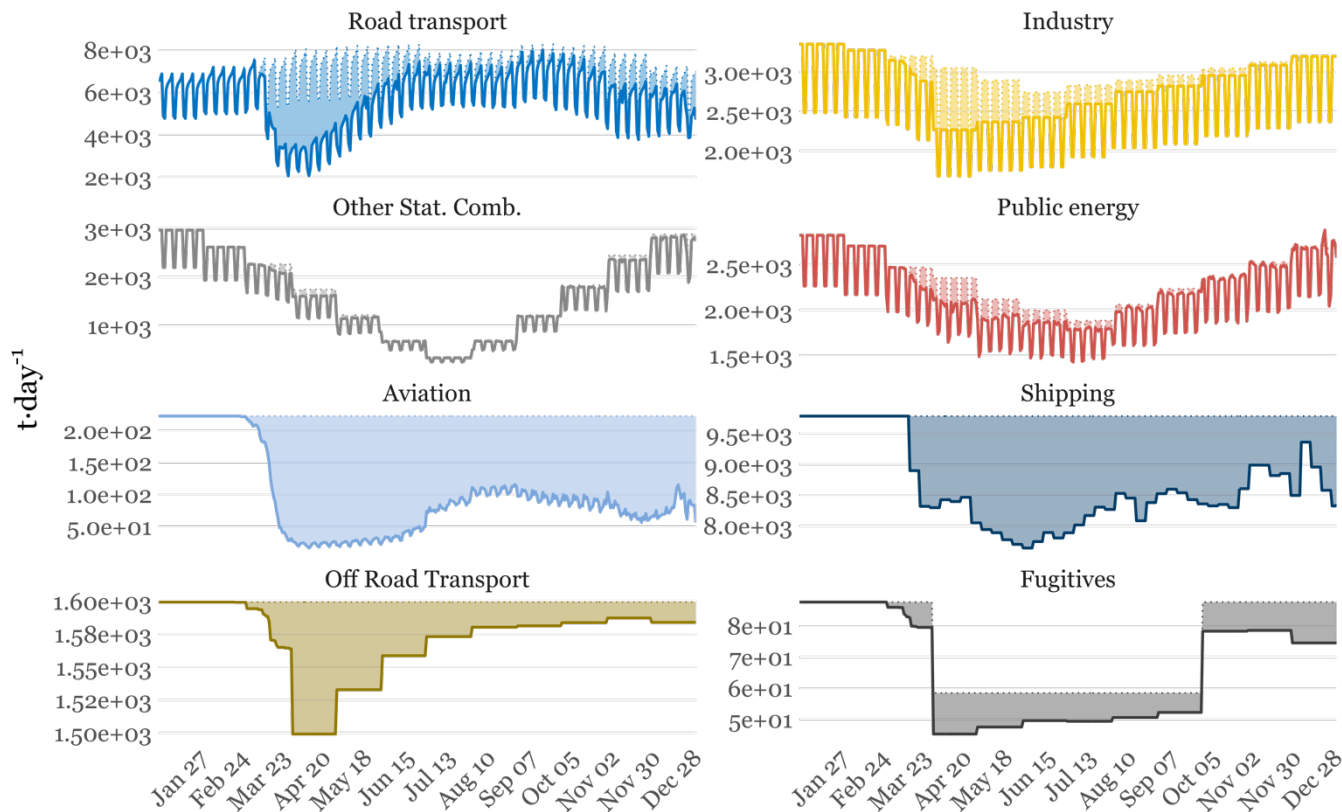 Road transport
Industry
8e+03
6e+03
4e+03
2e+03
3.0e+03
2.5e+03
2.0e+03
Other Stat. Comb.
Public energy
3e+03
2e+03
1e+03
2.5e+03
2.0e+03
1.5e+03
t·day⁻¹
Aviation
Shipping
2.0e+02
1.5e+02
1.0e+02
5.0e+01
9.5e+03
9.0e+03
8.5e+03
8.0e+03
Off Road Transport
Fugitives
1.60e+03
1.58e+03
1.55e+03
1.52e+03
1.50e+03
8e+01
7e+01
6e+01
5e+01
Jan 27
Feb 24
Mar 23
Apr 20
May 18
Jun 15
Jul 13
Aug 10
Sep 07
Oct 05
Nov 02
Nov 30
Dec 28
Jan 27
Feb 24
Mar 23
Apr 20
May 18
Jun 15
Jul 13
Aug 10
Sep 07
Oct 05
Nov 02
Nov 30
Dec 28